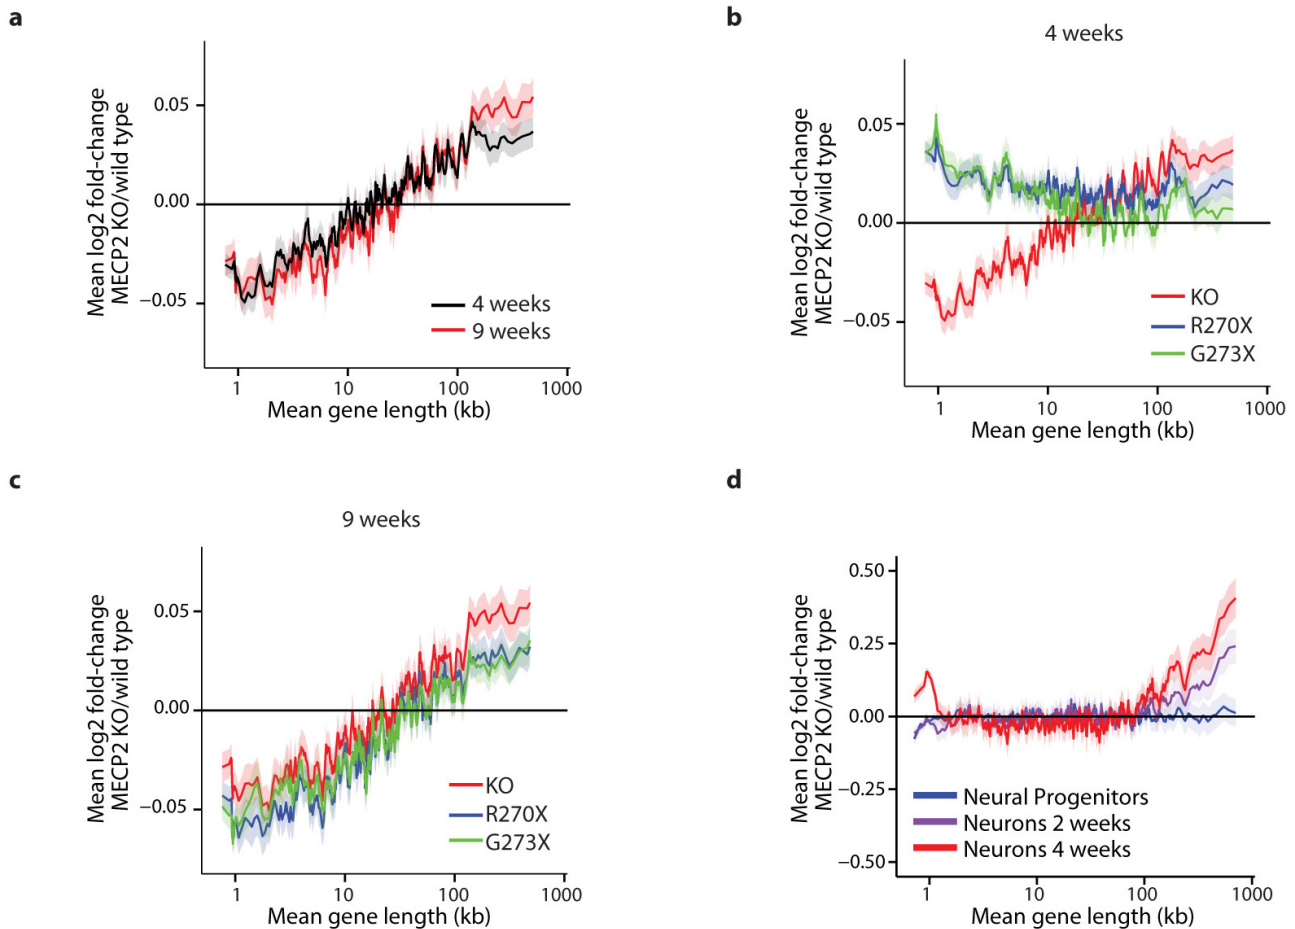 a
Mean log2 fold-change
MECP2 KO/wild type
0.05
0.00
−0.05
4 weeks
9 weeks
1
10
100
1000
Mean gene length (kb)
b
4 weeks
Mean log2 fold-change
MECP2 KO/wild type
0.05
0.00
−0.05
KO
R270X
G273X
1
10
100
1000
Mean gene length (kb)
c
9 weeks
Mean log2 fold-change
MECP2 KO/wild type
0.05
0.00
−0.05
KO
R270X
G273X
1
10
100
1000
Mean gene length (kb)
d
Mean log2 fold-change
MECP2 KO/wild type
0.50
0.25
0.00
−0.25
−0.50
Neural Progenitors
Neurons 2 weeks
Neurons 4 weeks
1
10
100
1000
Mean gene length (kb)